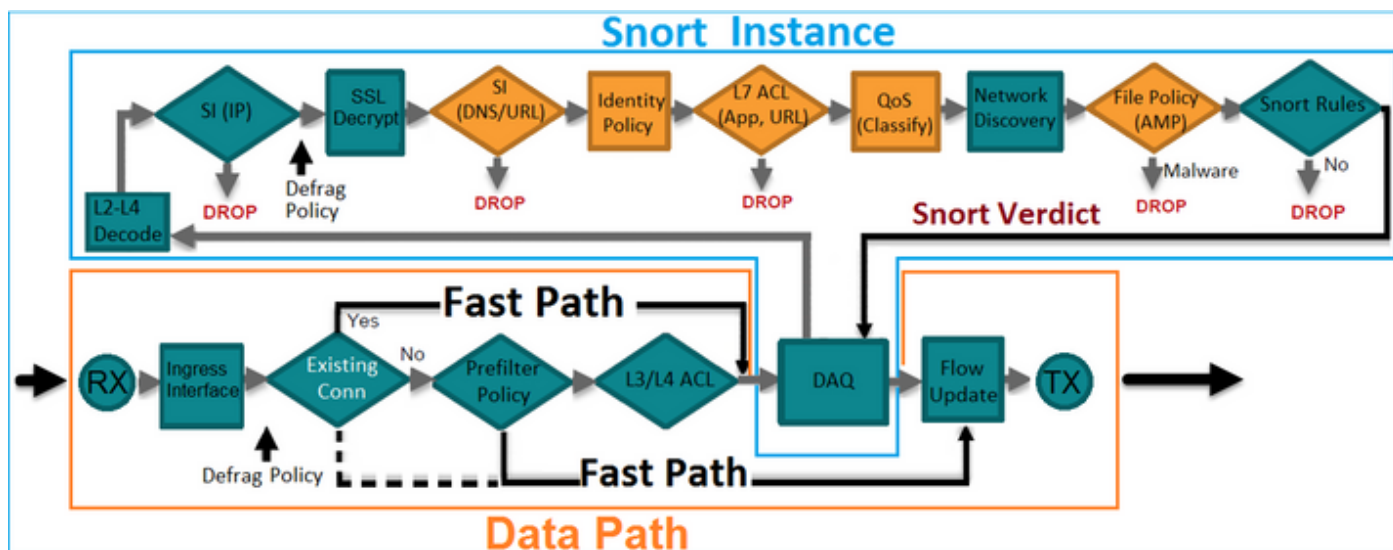 Snort Instance
SI (IP)
SSL
Decrypt
SI
(DNS/URL)
Identity
Policy
L7 ACL
(App, URL)
QoS
(Classify)
Network
Discovery
File Policy
(AMP)
Snort Rules
DROP
Defrag
Policy
DROP
DROP
Malware
DROP
No
DROP
L2-L4
Decode
Snort Verdict
Fast Path
Yes
RX
Ingress
Interface
Existing
Conn
No
Prefilter
Policy
L3/L4 ACL
DAQ
Flow
Update
TX
Defrag Policy
Fast Path
Data Path